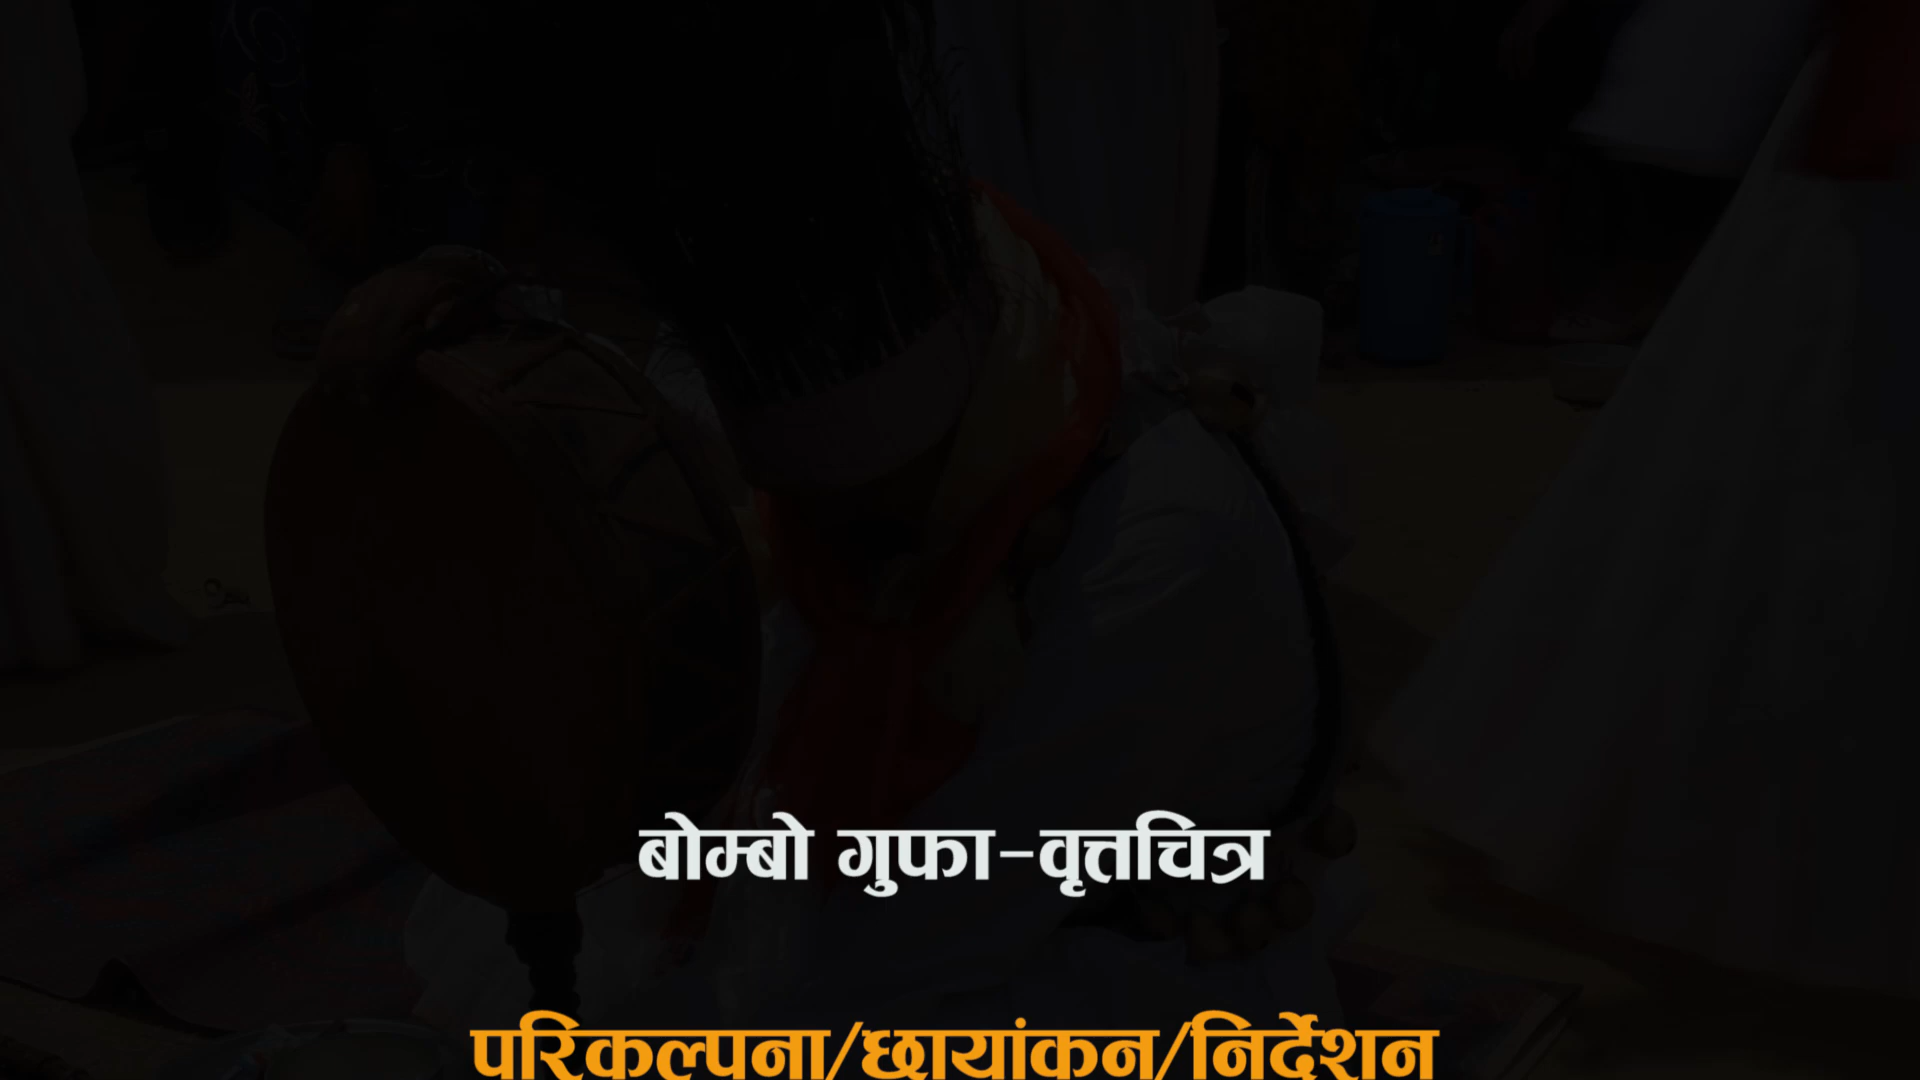 बोम्बो गुफा-वृत्तचित्र
परिकल्पना/छायांकन/निर्देशन